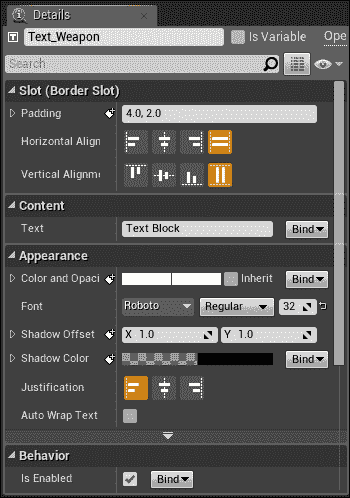 Details
Text_Weapon Is Variable Ope
Search
Slot (Border Slot)
Padding 4.0, 2.0
Horizontal Align
Vertical Alignme
Content
Text Text Block Bind
Appearance
Color and Opaci Inherit Bind
Font Roboto Regular 32
Shadow Offset X 1.0 Y 1.0
Shadow Color Bind
Justification
Auto Wrap Text
Behavior
Is Enabled Bind